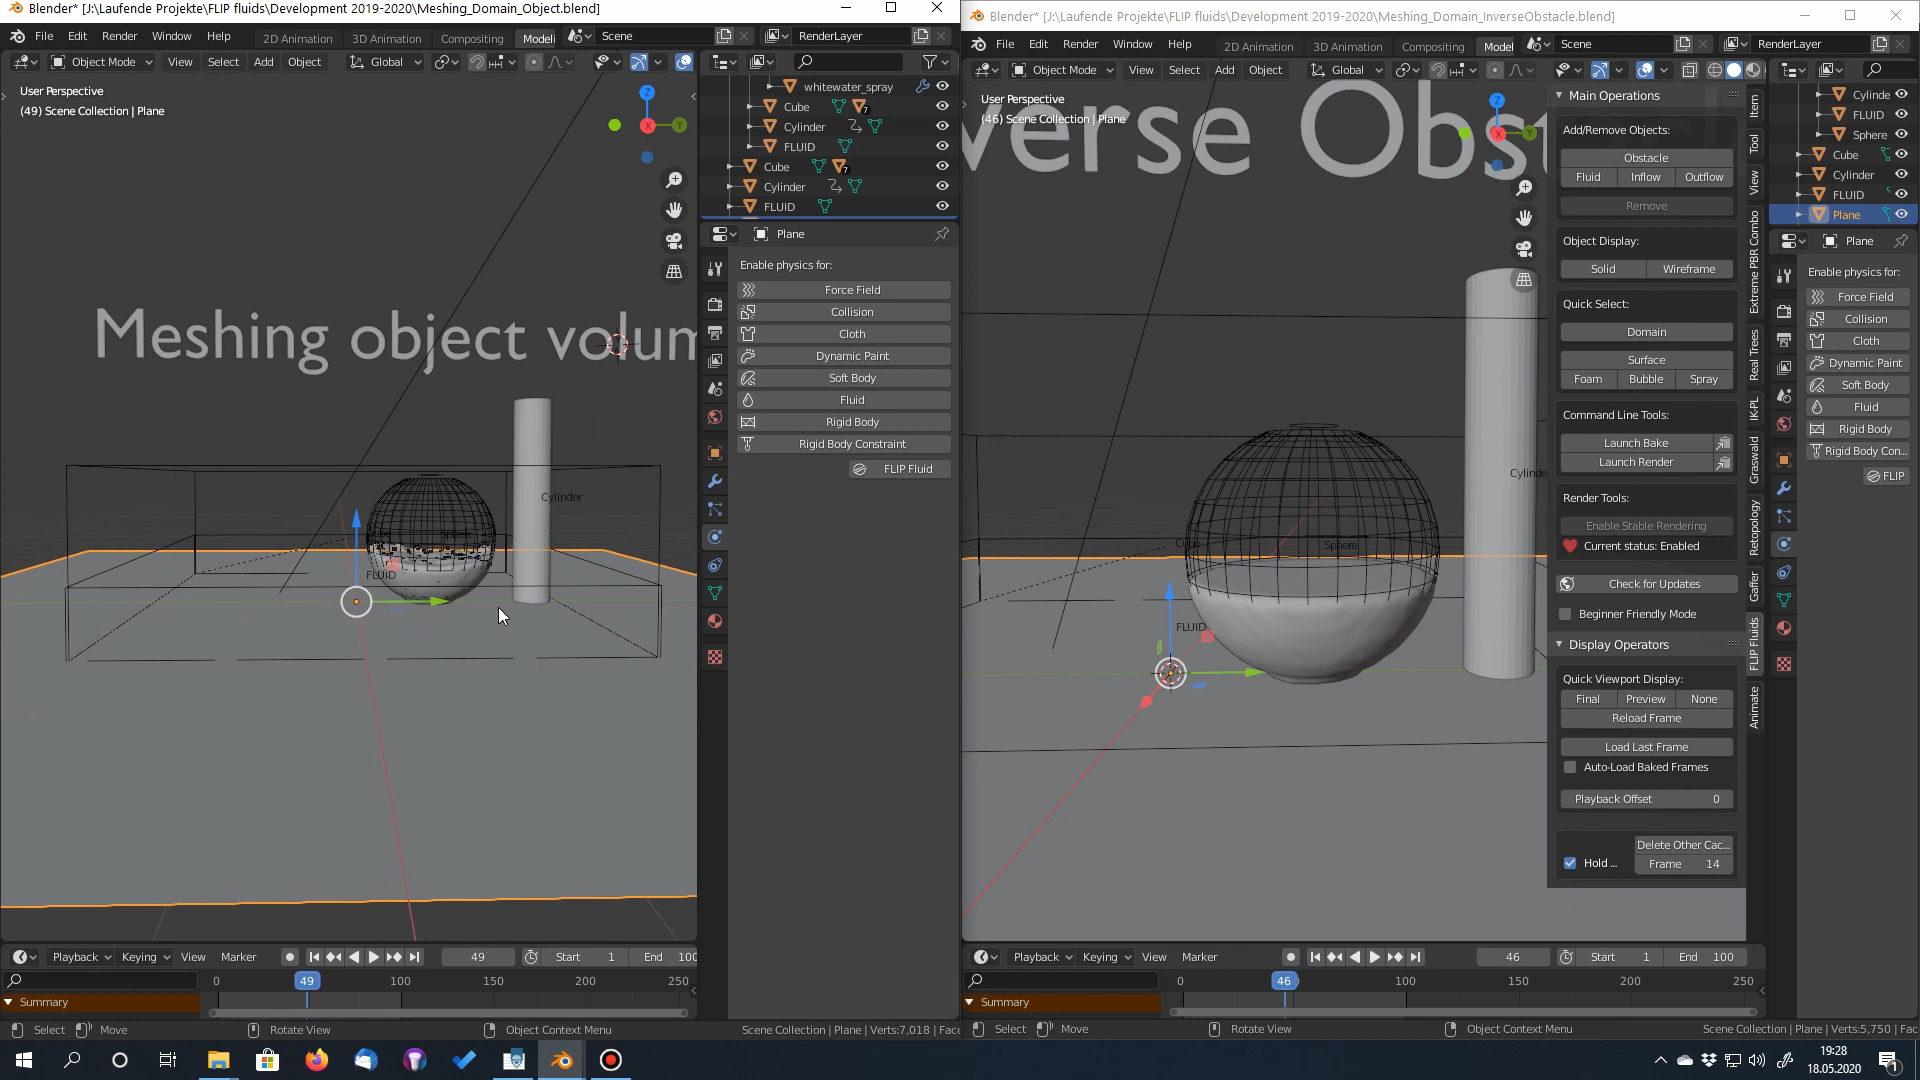 Blender* [J:\Laufende Projekte\FLIP fluids\Development 2019-2020\Meshing_Domain_Object.blend]
File Edit Render Window Help 2D Animation 3D Animation Compositing Modeli Scene RenderLayer
Object Mode View Select Add Object Global
User Perspective
(49) Scene Collection | Plane
Meshing object volum
Cylinder
FLUID
whitewater_spray
Cube
7
Cylinder
FLUID
Cube
7
Cylinder
FLUID
Plane
Enable physics for:
Force Field
Collision
Cloth
Dynamic Paint
Soft Body
Fluid
Rigid Body
Rigid Body Constraint
FLIP Fluid
Playback Keying View Marker 49 Start 1 End 100
0 49 100 150 200 250
Summary
Select Move Rotate View Object Context Menu Scene Collection | Plane | Verts:7,018 | Face
Blender* [J:\Laufende Projekte\FLIP fluids\Development 2019-2020\Meshing_Domain_InverseObstacle.blend]
File Edit Render Window Help 2D Animation 3D Animation Compositing Model Scene RenderLayer
Object Mode View Select Add Object Global
User Perspective
(46) Scene Collection | Plane
verse Obst
Cylinde
Sphere
FLUID
Main Operations
Add/Remove Objects:
Obstacle
Fluid Inflow Outflow
Remove
Object Display:
Solid Wireframe
Quick Select:
Domain
Surface
Foam Bubble Spray
Command Line Tools:
Launch Bake
Launch Render
Render Tools:
Enable Stable Rendering
Current status: Enabled
Check for Updates
Beginner Friendly Mode
Display Operators
Quick Viewport Display:
Final Preview None
Reload Frame
Load Last Frame
Auto-Load Baked Frames
Playback Offset 0
Delete Other Cac...
Hold ... Frame 14
Item
Tool
View
Extreme PBR Combo
Real Trees
IK-PL
Graswald
Retopology
Gaffer
FLIP Fluids
Animate
Cylinde
FLUID
Sphere
Cube
Cylinder
FLUID
Plane
Plane
Enable physics for:
Force Field
Collision
Cloth
Dynamic Paint
Soft Body
Fluid
Rigid Body
Rigid Body Con...
FLIP
Playback Keying View Marker 46 Start 1 End 100
0 46 100 150 200 250
Summary
Select Move Rotate View Object Context Menu Scene Collection | Plane | Verts:5,750 | Fac
19:28
18.05.2020
1